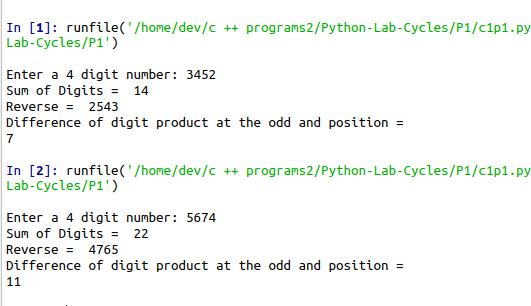 In [1]: runfile('/home/dev/c ++ programs2/Python-Lab-Cycles/P1/c1p1.py
Lab-Cycles/P1')
Enter a 4 digit number: 3452
Sum of Digits =  14
Reverse =  2543
Difference of digit product at the odd and position =
7
In [2]: runfile('/home/dev/c ++ programs2/Python-Lab-Cycles/P1/c1p1.py
Lab-Cycles/P1')
Enter a 4 digit number: 5674
Sum of Digits =  22
Reverse =  4765
Difference of digit product at the odd and position =
11